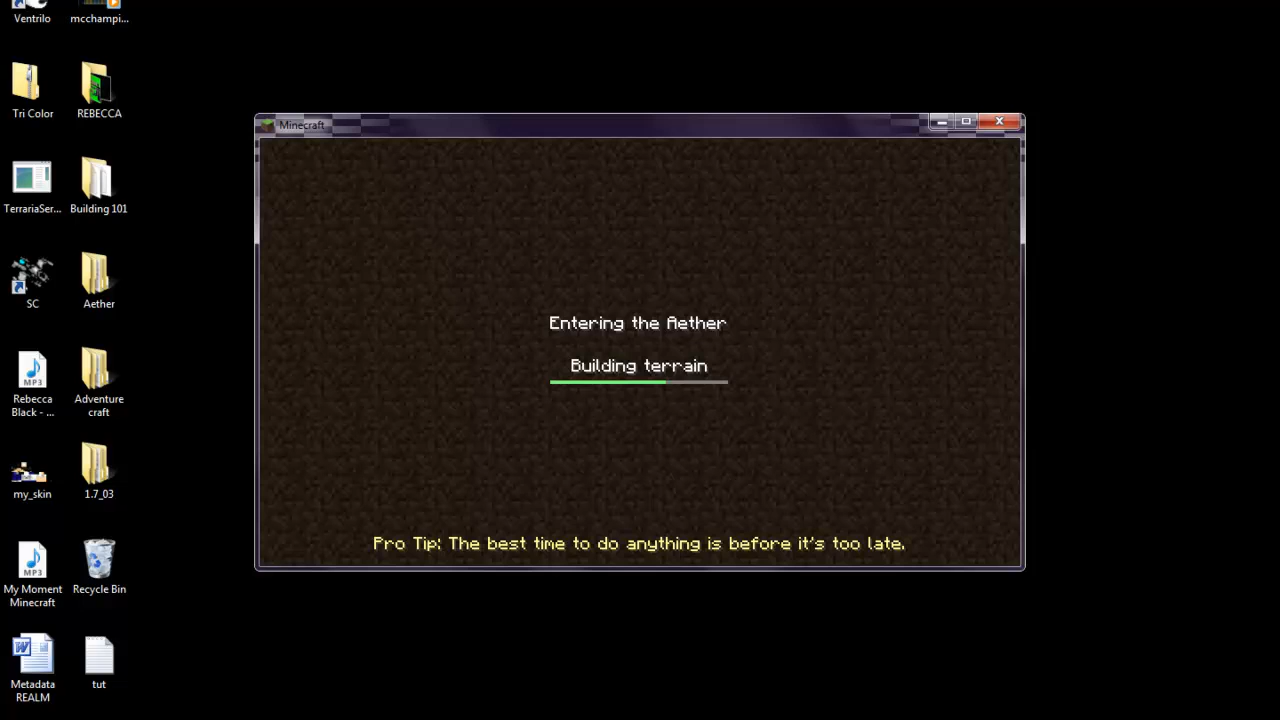 Ventrilo
mcchampi...
Tri Color
REBECCA
TerrariaSer...
Building 101
SC
Aether
MP3
Rebecca
Black - ...
Adventure
craft
my_skin
1.7_03
MP3
My Moment
Minecraft
Recycle Bin
W
Metadata
REALM
tut
Minecraft
Entering the Aether
Building terrain
Pro Tip: The best time to do anything is before it's too late.